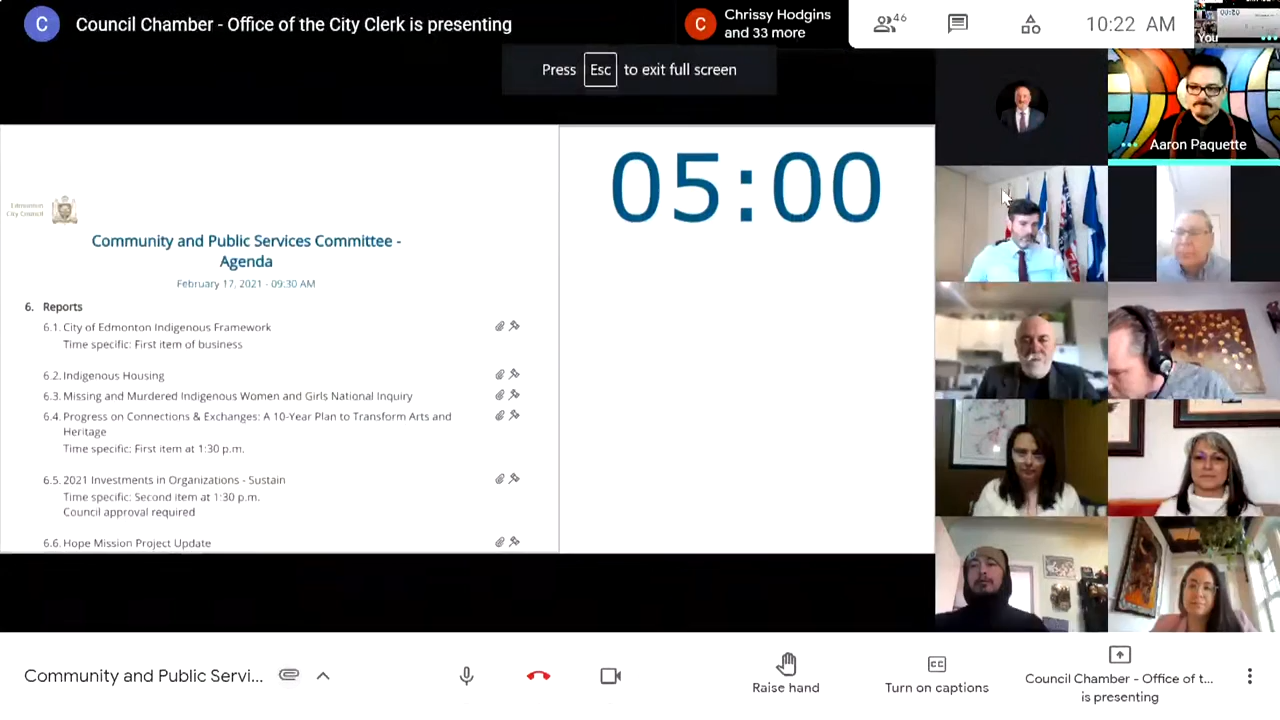 C
Council Chamber - Office of the City Clerk is presenting
C
Chrissy Hodgins
and 33 more
46
10:22 AM
You
Press Esc to exit full screen
Aaron Paquette
05:00
Edmonton
City Council
Community and Public Services Committee -
Agenda
February 17, 2021 - 09:30 AM
6. Reports
6.1. City of Edmonton Indigenous Framework
Time specific: First item of business
6.2. Indigenous Housing
6.3. Missing and Murdered Indigenous Women and Girls National Inquiry
6.4. Progress on Connections & Exchanges: A 10-Year Plan to Transform Arts and
Heritage
Time specific: First item at 1:30 p.m.
6.5. 2021 Investments in Organizations - Sustain
Time specific: Second item at 1:30 p.m.
Council approval required
6.6. Hope Mission Project Update
Community and Public Servi...
Raise hand
CC
Turn on captions
Council Chamber - Office of t...
is presenting